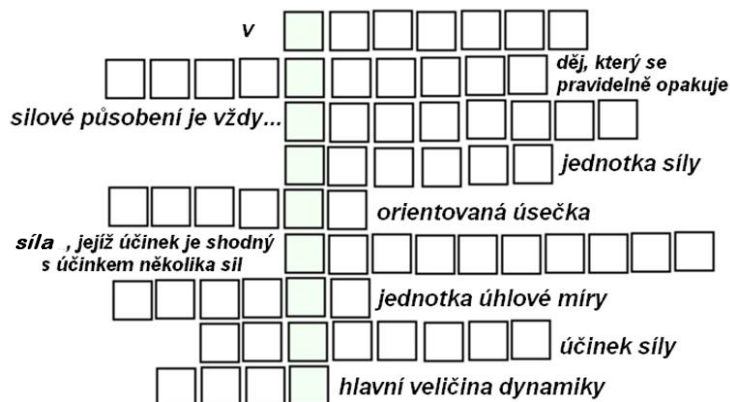 v
děj, který se
pravidelně opakuje
silové působení je vždy...
jednotka síly
orientovaná úsečka
síla , jejíž účinek je shodný
s účinkem několika sil
jednotka úhlové míry
účinek síly
hlavní veličina dynamiky